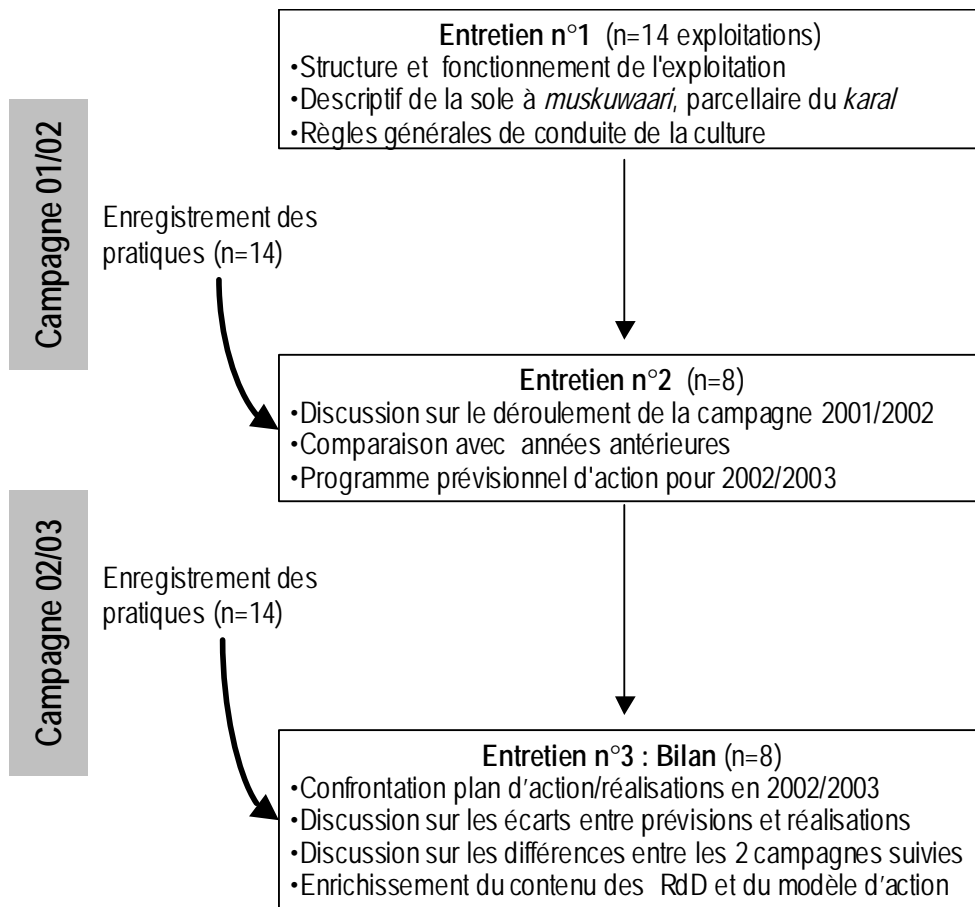 Entretien n°1 (n=14 exploitations)
•Structure et fonctionnement de l'exploitation
•Descriptif de la sole à muskuwaari, parcellaire du karal
•Règles générales de conduite de la culture
Campagne 01/02
Enregistrement des
pratiques (n=14)
Entretien n°2 (n=8)
•Discussion sur le déroulement de la campagne 2001/2002
•Comparaison avec années antérieures
•Programme prévisionnel d'action pour 2002/2003
Campagne 02/03
Enregistrement des
pratiques (n=14)
Entretien n°3 : Bilan (n=8)
•Confrontation plan d’action/réalisations en 2002/2003
•Discussion sur les écarts entre prévisions et réalisations
•Discussion sur les différences entre les 2 campagnes suivies
•Enrichissement du contenu des RdD et du modèle d’action